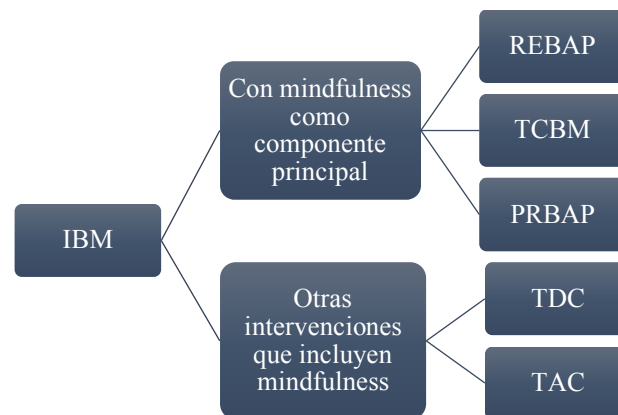 IBM
Con mindfulness
como
componente
principal
REBAP
TCBM
PRBAP
Otras
intervenciones
que incluyen
mindfulness
TDC
TAC